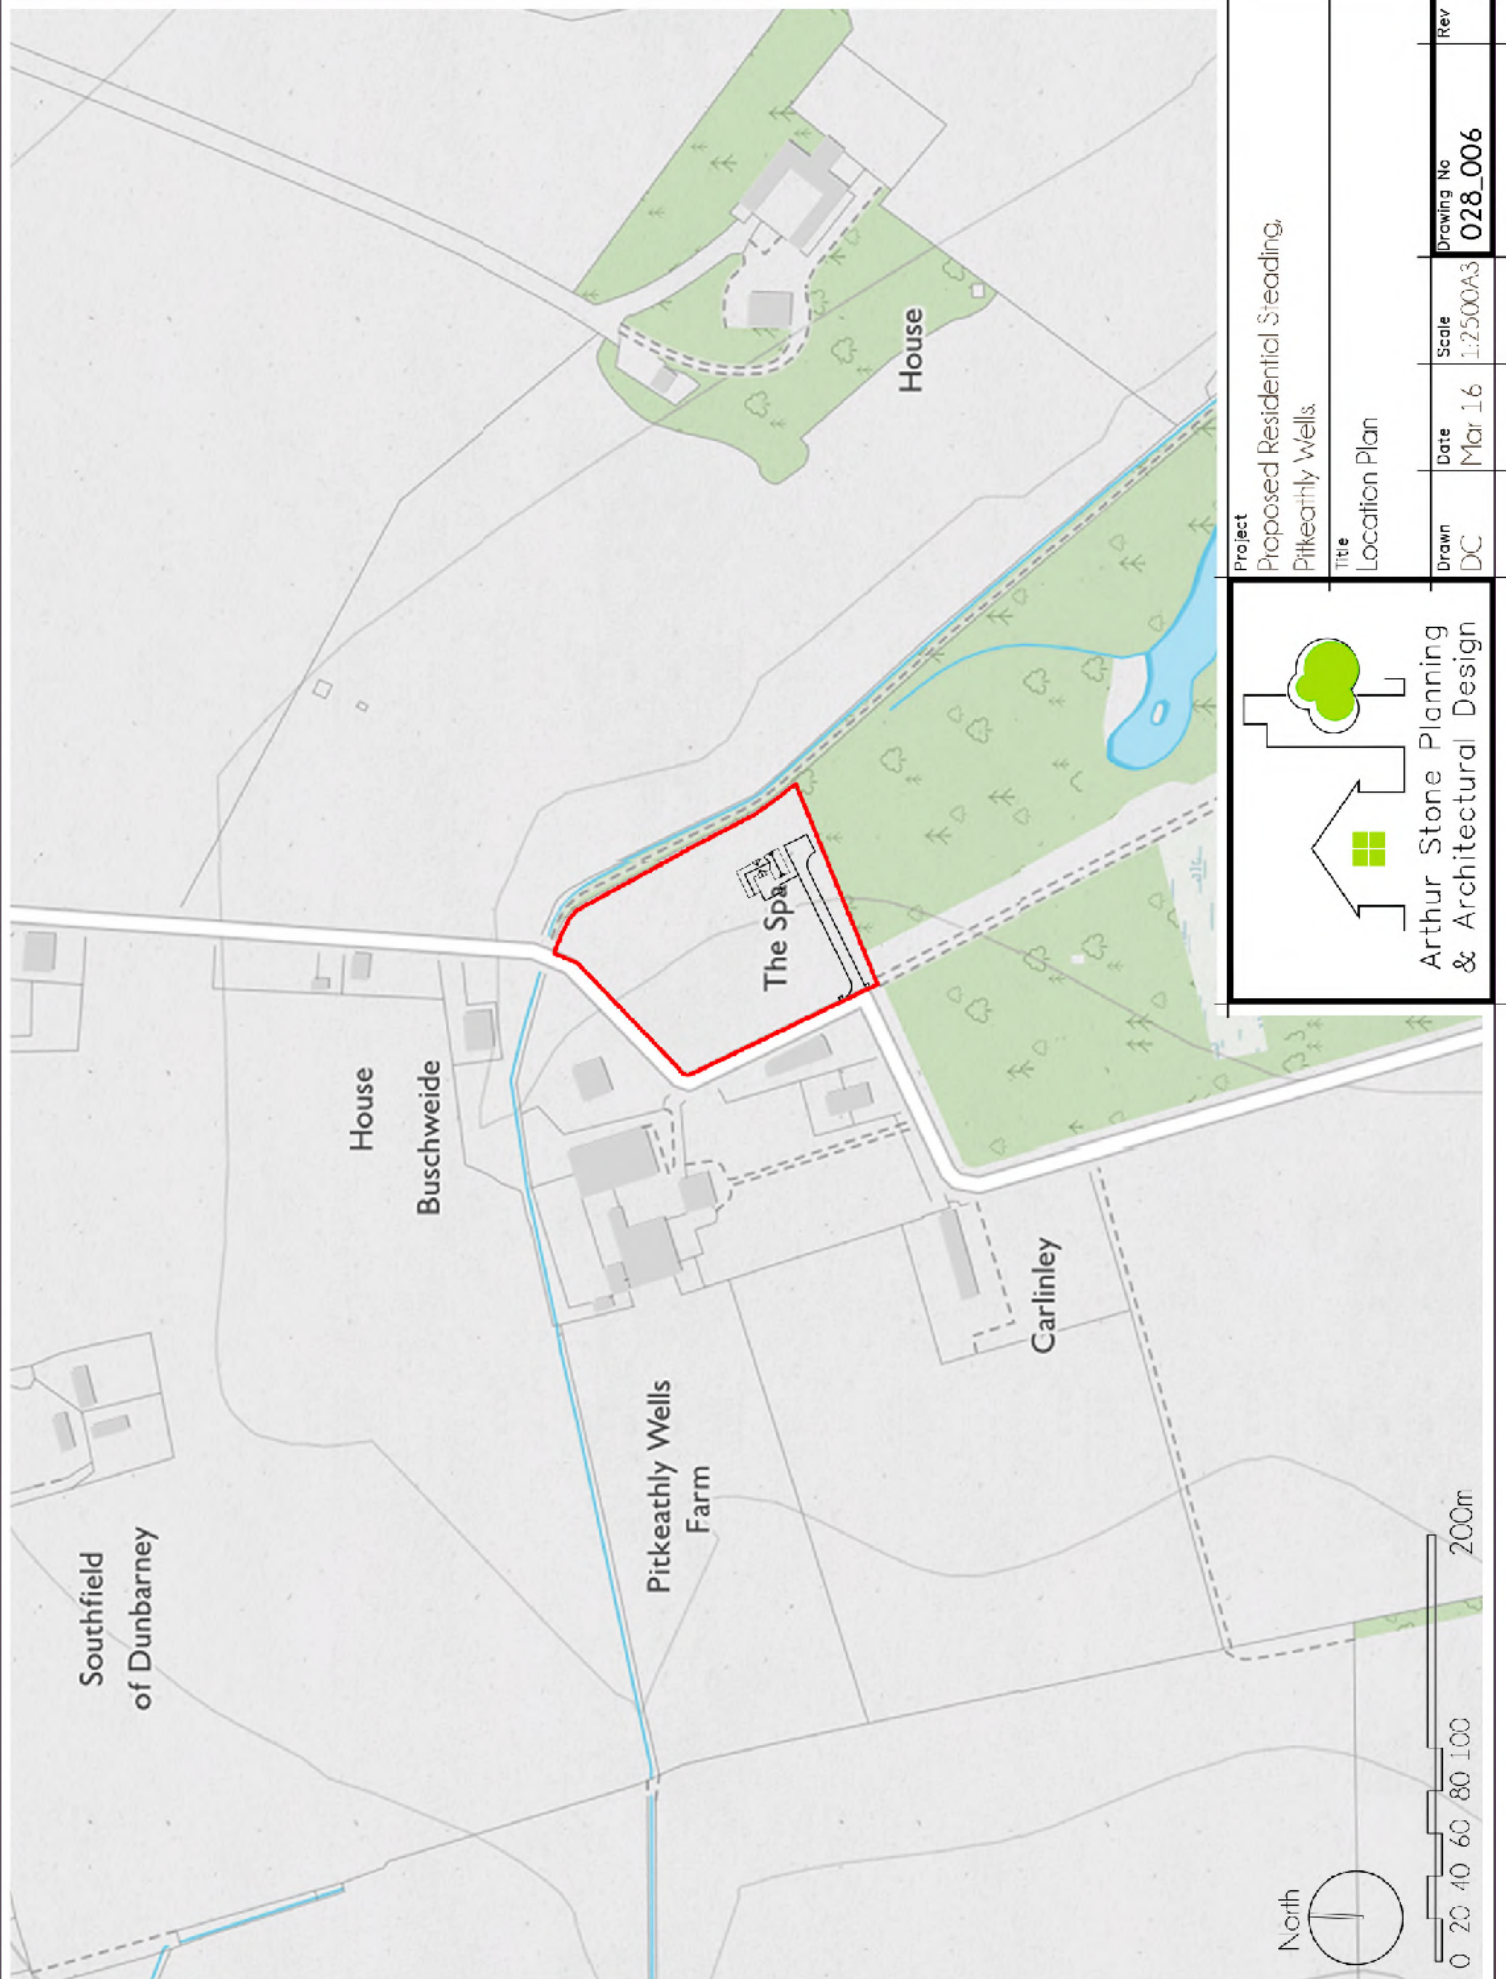 Southfield
of Dunbarney
House
Buschweide
Pitkeathly Wells
Farm
The Spa
House
Carlinley
North
0 20 40 60 80 100 200m
Arthur Stone Planning
& Architectural Design
Project
Proposed Residential Steading,
Pitkeathly Wells.
Title
Location Plan
Drawn
DC
Date
Mar 16
Scale
1:2500A3
Drawing No
028_006
Rev